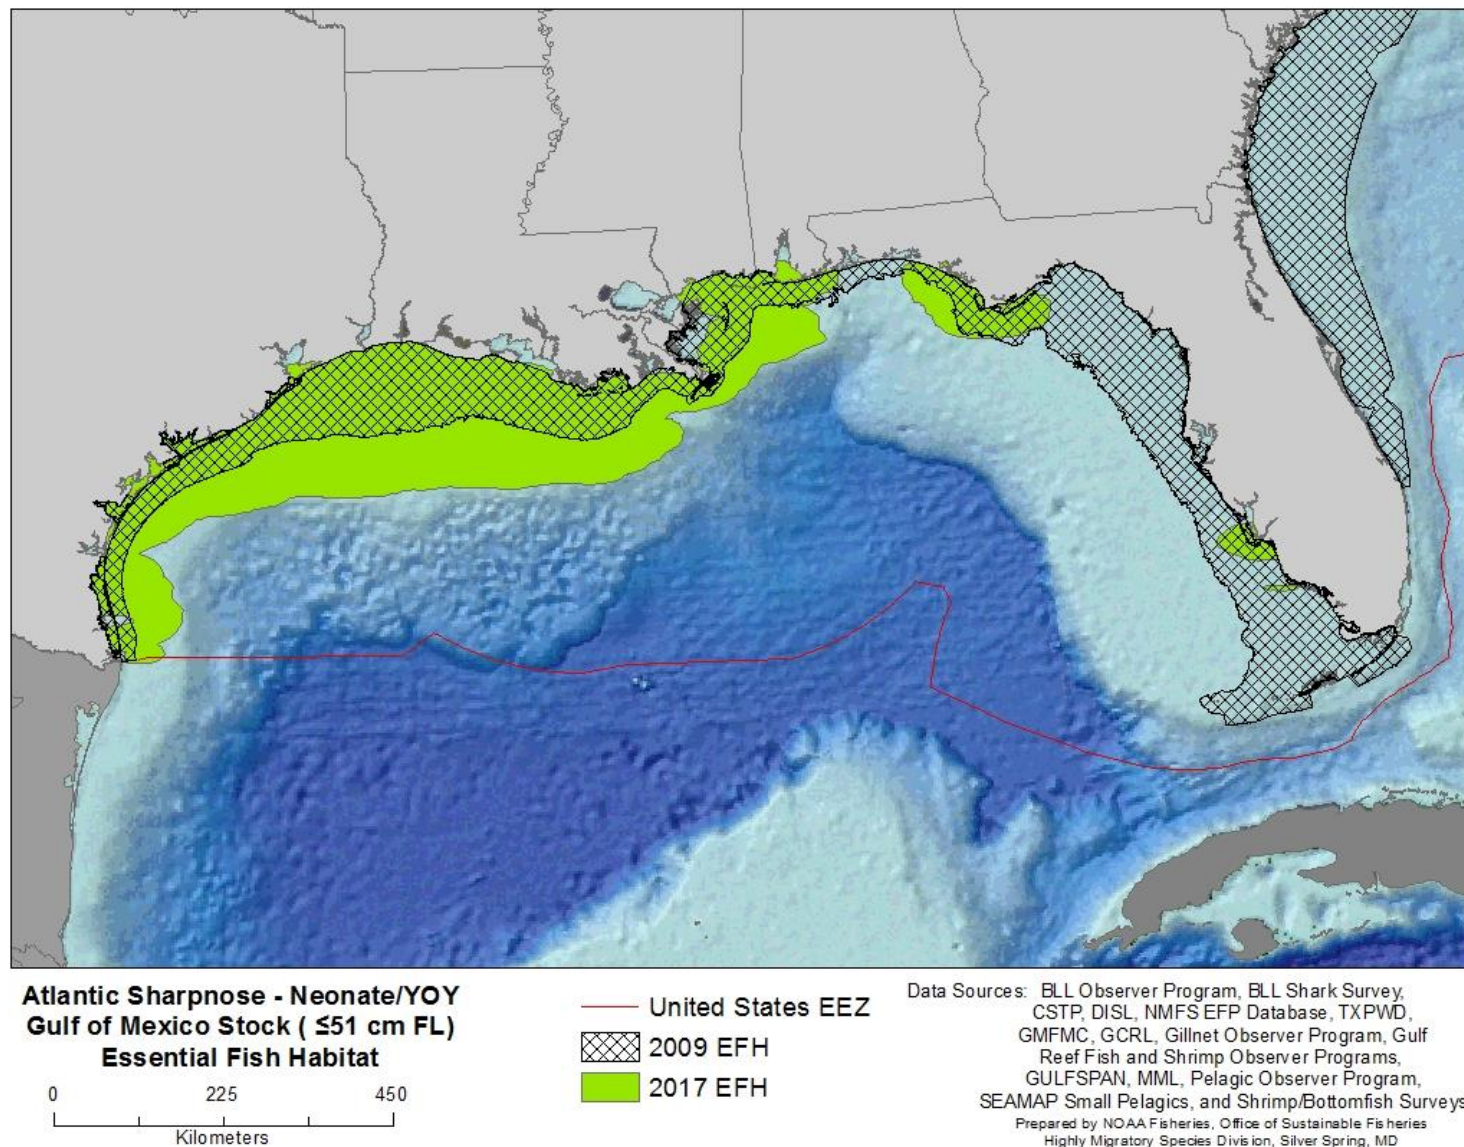 Atlantic Sharpnose - Neonate/YOY
Gulf of Mexico Stock ( ≤51 cm FL)
Essential Fish Habitat
0 225 450
Kilometers
United States EEZ
2009 EFH
2017 EFH
Data Sources: BLL Observer Program, BLL Shark Survey,
CSTP, DISL, NMFS EFP Database, TXPWD,
GMFMC, GCRL, Gillnet Observer Program, Gulf
Reef Fish and Shrimp Observer Programs,
GULFSPAN, MML, Pelagic Observer Program,
SEAMAP Small Pelagics, and Shrimp/Bottomfish Surveys
Prepared by NOAA Fisheries, Office of Sustainable Fisheries
Highly Migratory Species Division, Silver Spring, MD